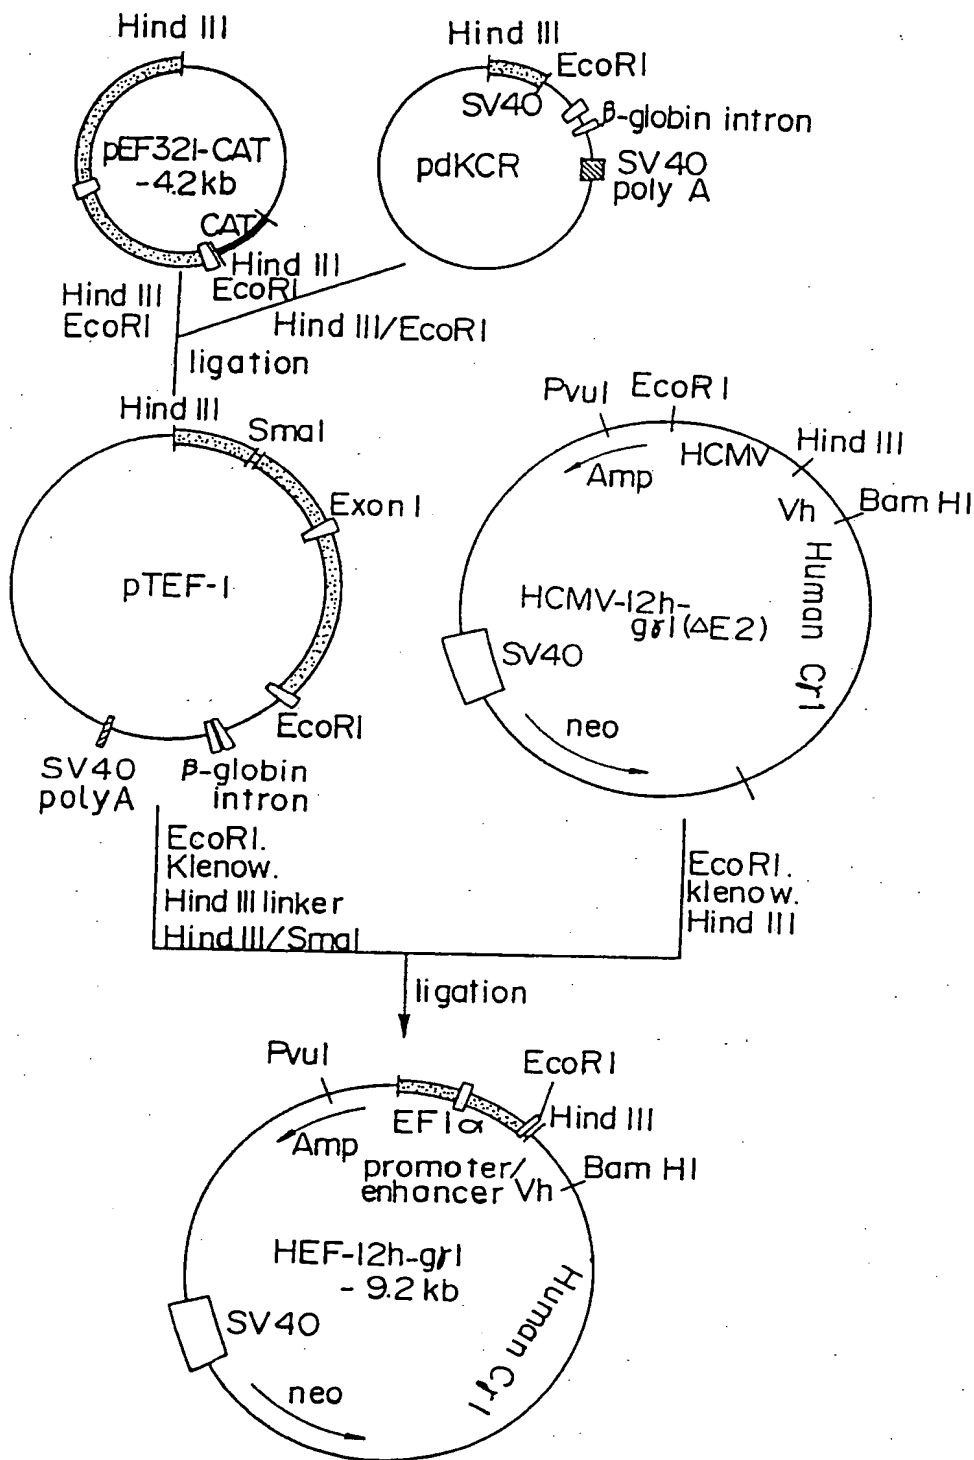 Hind III
pEF321-CAT
-4.2kb
CAT
Hind III
EcoRI
Hind III
EcoRI
Hind III
EcoRI
SV40
β-globin intron
pdKCR
SV40
poly A
Hind III/EcoRI
ligation
Hind III
SmaI
Exon I
pTEF-1
EcoRI
SV40
polyA
β-globin
intron
PvuI
EcoRI
HCMV
Hind III
Amp
Vh
Bam HI
HCMV-12h-
gγ1(ΔE2)
Human Cγ1
SV40
neo
EcoRI.
Klenow.
Hind III linker
Hind III/SmaI
EcoRI.
klenow.
Hind III
ligation
PvuI
EcoRI
EF1α
Hind III
Amp
promoter/
enhancer
Vh
Bam HI
HEF-12h-gγ1
- 9.2 kb
Human Cγ1
SV40
neo